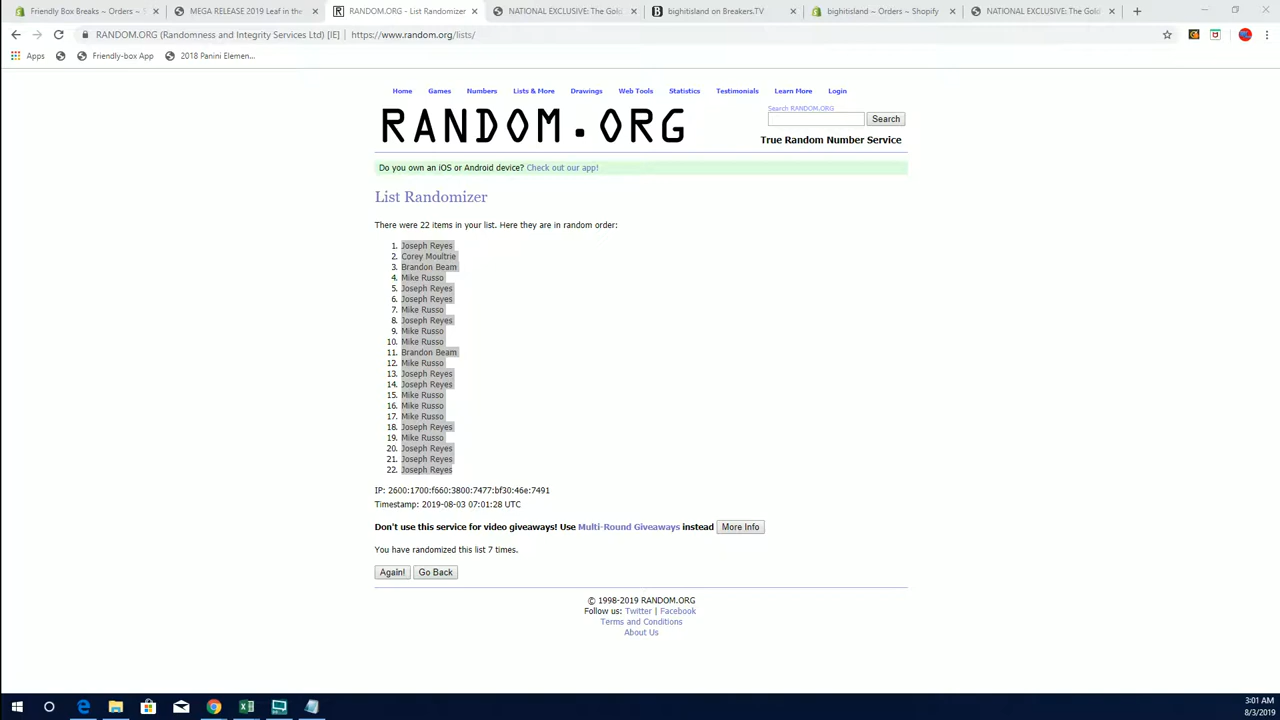 Friendly Box Breaks ~ Orders ~ S
MEGA RELEASE 2019 Leaf in the
RANDOM.ORG - List Randomizer
NATIONAL EXCLUSIVE: The Gold
bighitisland on Breakers.TV
bighitisland ~ Orders ~ Shopify
NATIONAL EXCLUSIVE: The Gold
RANDOM.ORG (Randomness and Integrity Services Ltd) [IE] | https://www.random.org/lists/
Apps
Friendly-box App
2018 Panini Elemen...
Home Games Numbers Lists & More Drawings Web Tools Statistics Testimonials Learn More Login
RANDOM.ORG
Search RANDOM.ORG
Search
True Random Number Service
Do you own an iOS or Android device? Check out our app!
List Randomizer
There were 22 items in your list. Here they are in random order:
1. Joseph Reyes
2. Corey Moultrie
3. Brandon Beam
4. Mike Russo
5. Joseph Reyes
6. Joseph Reyes
7. Mike Russo
8. Joseph Reyes
9. Mike Russo
10. Mike Russo
11. Brandon Beam
12. Mike Russo
13. Joseph Reyes
14. Joseph Reyes
15. Mike Russo
16. Mike Russo
17. Mike Russo
18. Joseph Reyes
19. Mike Russo
20. Joseph Reyes
21. Joseph Reyes
22. Joseph Reyes
IP: 2600:1700:f660:3800:7477:bf30:46e:7491
Timestamp: 2019-08-03 07:01:28 UTC
Don't use this service for video giveaways! Use Multi-Round Giveaways instead More Info
You have randomized this list 7 times.
Again! Go Back
© 1998-2019 RANDOM.ORG
Follow us: Twitter | Facebook
Terms and Conditions
About Us
3:01 AM
8/3/2019